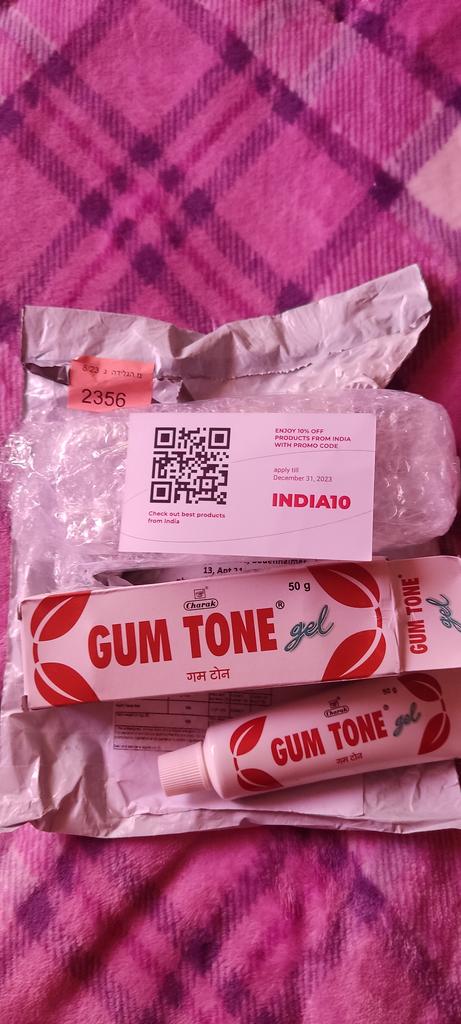 2356
ENJOY 10% OFF
PRODUCTS FROM INDIA
WITH PROMO CODE
apply till
December 31, 2023
INDIA10
Check out best products
from India
13, Apt
50 g
Charak
GUM TONE® gel
गम टोन
GUM TONE®
gel
50 g
Charak
GUM TONE® gel
गम टोन